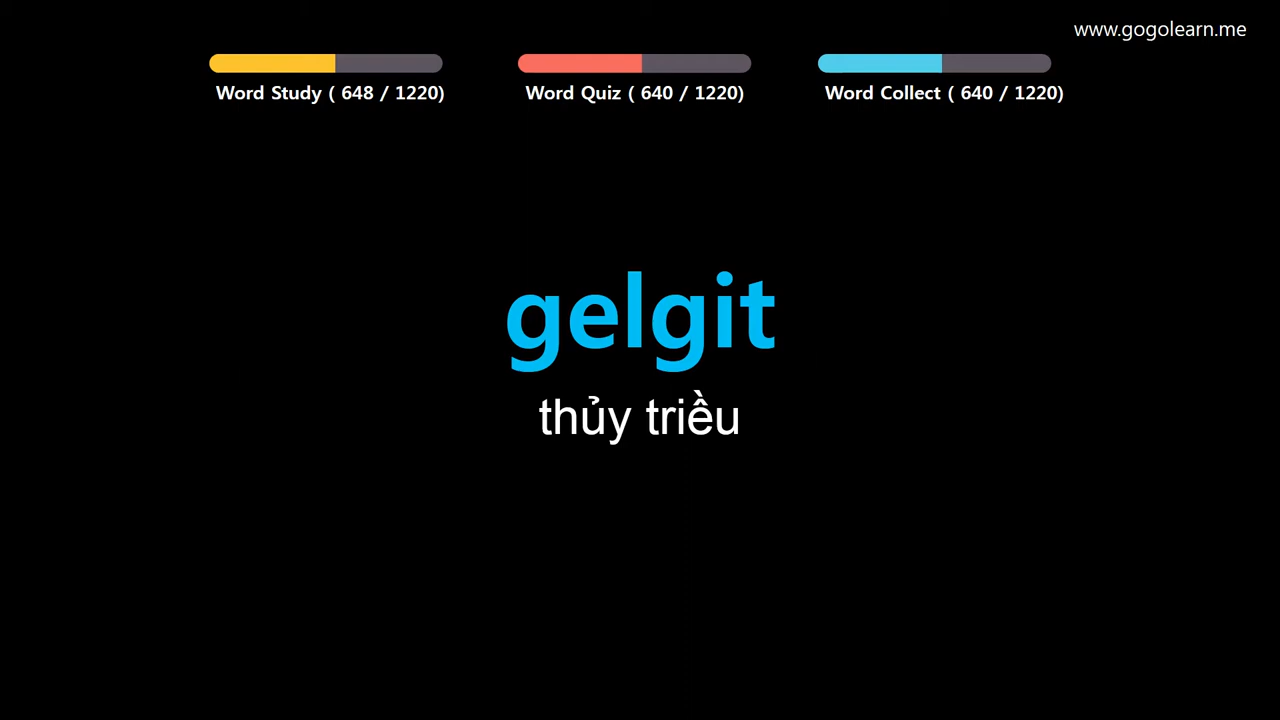 www.gogolearn.me
Word Study ( 648 / 1220)
Word Quiz ( 640 / 1220)
Word Collect ( 640 / 1220)
gelgit
thủy triều